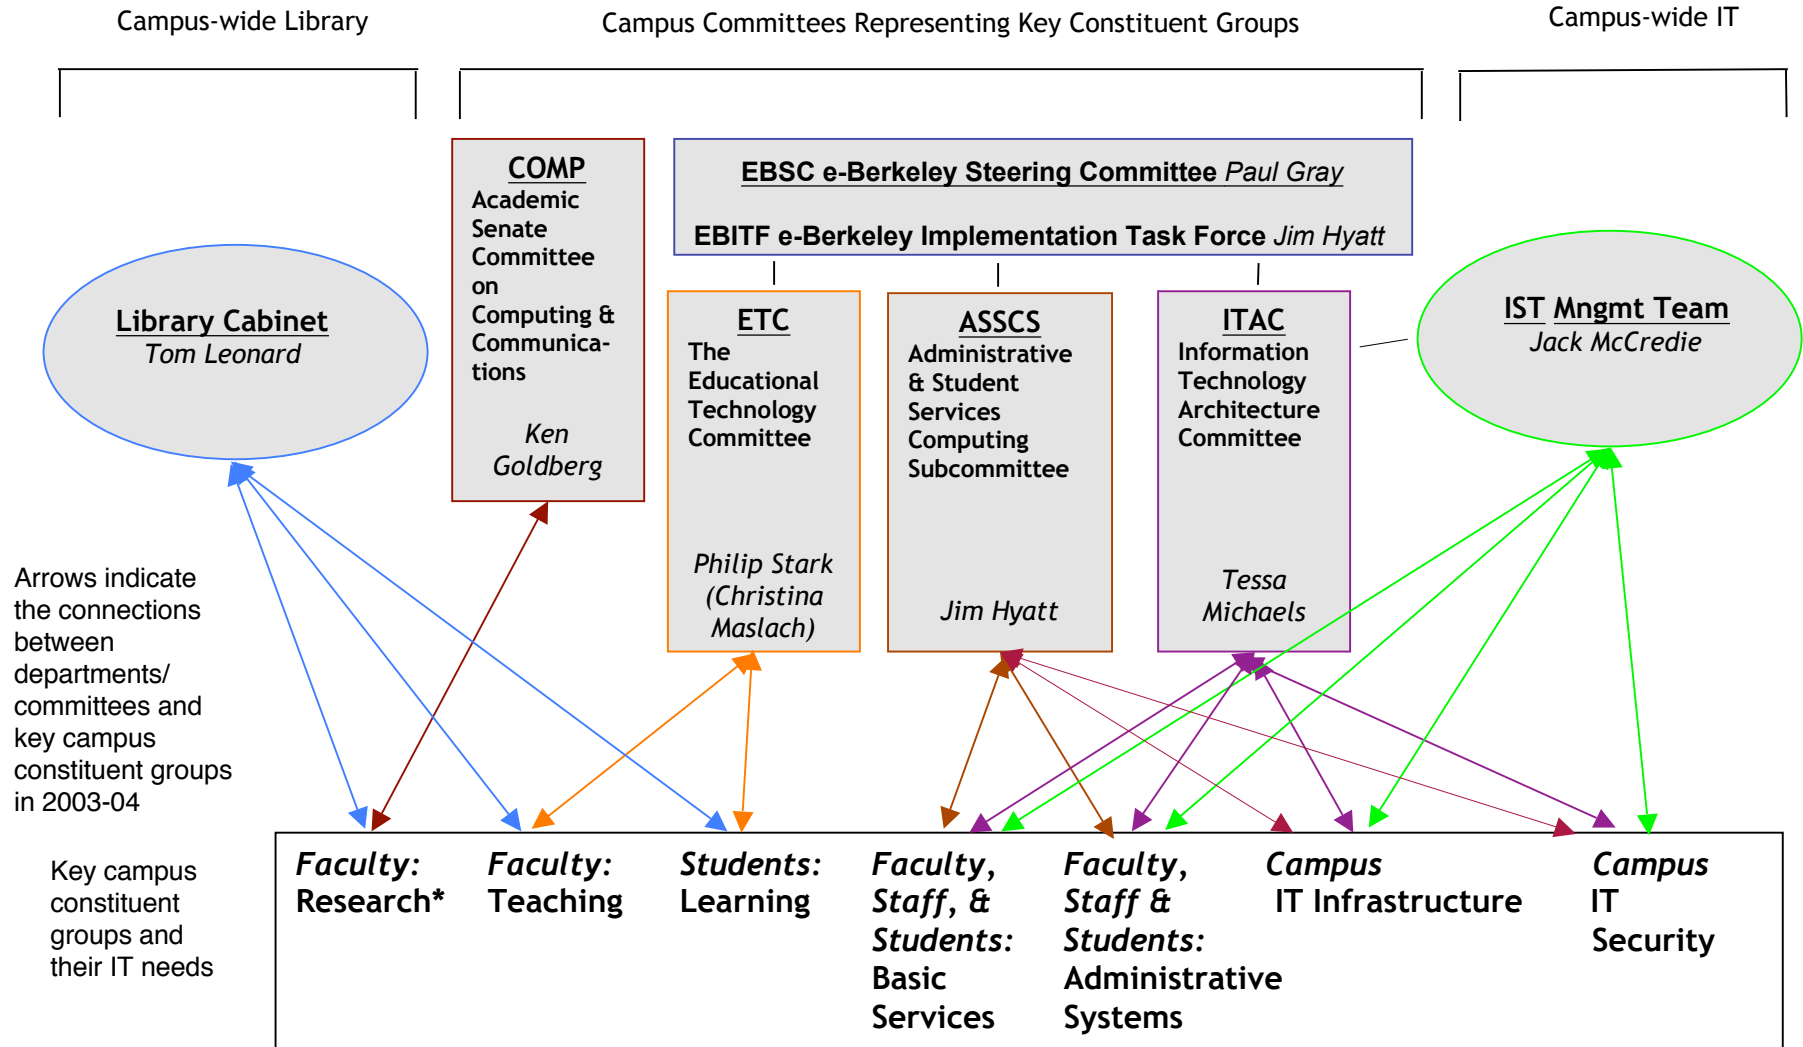 Campus-wide Library
Campus Committees Representing Key Constituent Groups
Campus-wide IT
Library Cabinet
Tom Leonard
COMP
Academic
Senate
Committee
on
Computing &
Communica-
tions
Ken
Goldberg
EBSC e-Berkeley Steering Committee Paul Gray
EBITF e-Berkeley Implementation Task Force Jim Hyatt
ETC
The
Educational
Technology
Committee
Philip Stark
(Christina
Maslach)
ASSCS
Administrative
& Student
Services
Computing
Subcommittee
Jim Hyatt
ITAC
Information
Technology
Architecture
Committee
Tessa
Michaels
IST Mngmt Team
Jack McCredie
Arrows indicate
the connections
between
departments/
committees and
key campus
constituent groups
in 2003-04
Key campus
constituent
groups and
their IT needs
Faculty:
Research*
Faculty:
Teaching
Students:
Learning
Faculty,
Staff, &
Students:
Basic
Services
Faculty,
Staff &
Students:
Administrative
Systems
Campus
IT Infrastructure
Campus
IT
Security